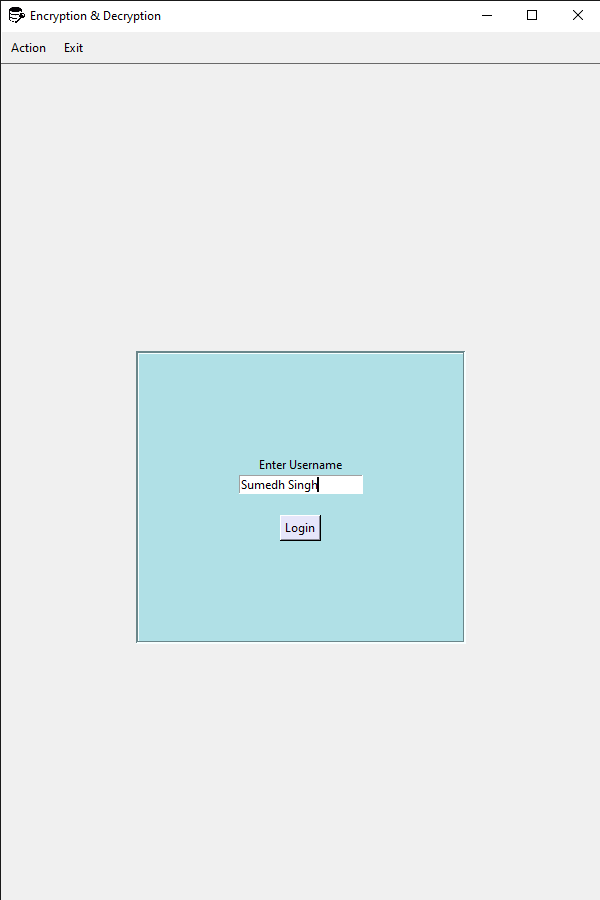 Encryption & Decryption
Action Exit
Enter Username
Sumedh Singh
Login